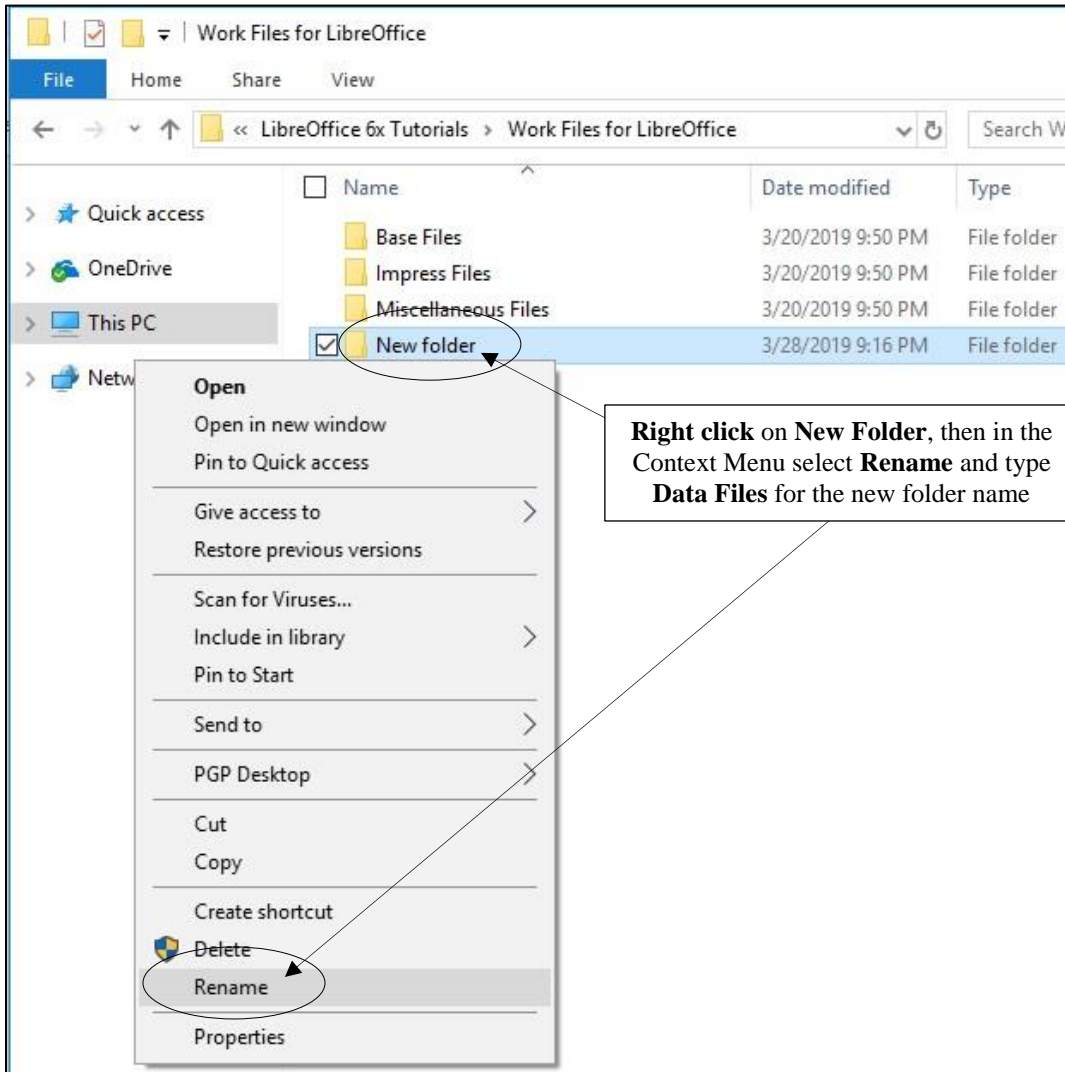 Work Files for LibreOffice
File Home Share View
« LibreOffice 6x Tutorials > Work Files for LibreOffice Search W
Name Date modified Type
Quick access
Base Files 3/20/2019 9:50 PM File folder
OneDrive
Impress Files 3/20/2019 9:50 PM File folder
Miscellaneous Files 3/20/2019 9:50 PM File folder
This PC
New folder 3/28/2019 9:16 PM File folder
Netw
Open
Open in new window
Pin to Quick access
Give access to
Restore previous versions
Scan for Viruses...
Include in library
Pin to Start
Send to
PGP Desktop
Cut
Copy
Create shortcut
Delete
Rename
Properties
Right click on New Folder, then in the
Context Menu select Rename and type
Data Files for the new folder name